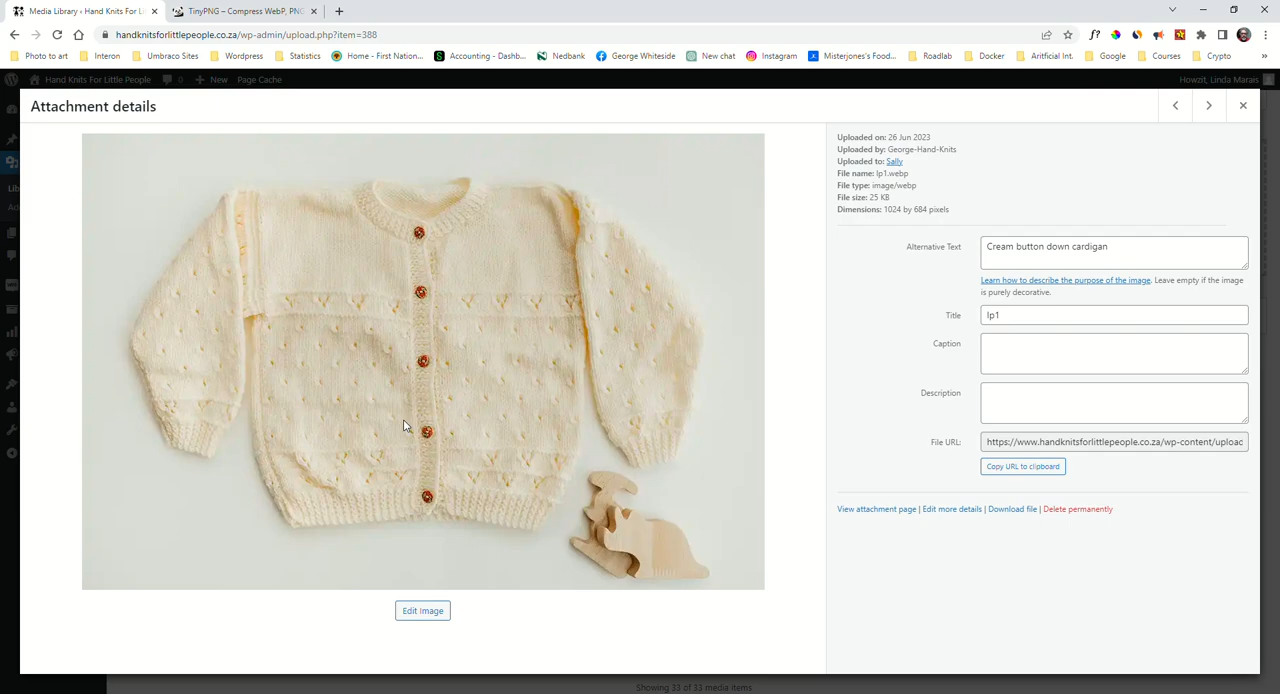 Media Library ‹ Hand Knits For Li
TinyPNG – Compress WebP, PNG
handknitsforlittlepeople.co.za/wp-admin/upload.php?item=388
Photo to art
Interon
Umbraco Sites
Wordpress
Statistics
Home - First Nation...
Accounting - Dashb...
Nedbank
George Whiteside
New chat
Instagram
Misterjones's Food...
Roadlab
Docker
Aritficial Int.
Google
Courses
Crypto
Hand Knits For Little People
0
New
Page Cache
Howzit, Linda Marais
Attachment details
Uploaded on: 26 Jun 2023
Uploaded by: George-Hand-Knits
Uploaded to: Sally
File name: lp1.webp
File type: image/webp
File size: 25 KB
Dimensions: 1024 by 684 pixels
Alternative Text
Cream button down cardigan
Learn how to describe the purpose of the image. Leave empty if the image
is purely decorative.
Title
lp1
Caption
Description
File URL:
https://www.handknitsforlittlepeople.co.za/wp-content/uploac
Copy URL to clipboard
View attachment page | Edit more details | Download file | Delete permanently
Edit Image
Showing 33 of 33 media items